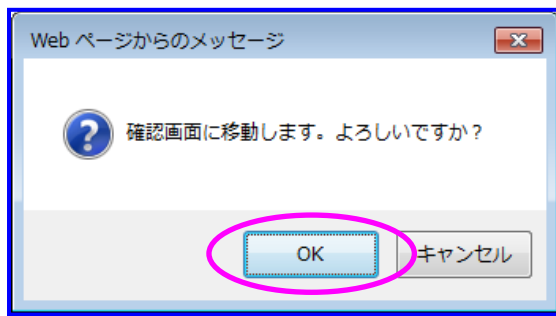 Web ページからのメッセージ
確認画面に移動します。よろしいですか？
OK
キャンセル